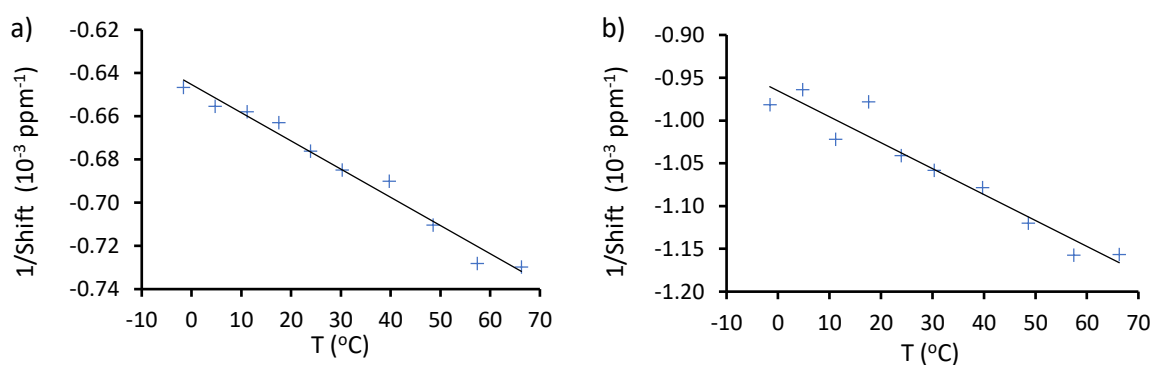 a)
1/Shift (10⁻³ ppm⁻¹)
-0.62
-0.64
-0.66
-0.68
-0.70
-0.72
-0.74
-10 0 10 20 30 40 50 60 70
T (ᵒC)
b)
1/Shift (10⁻³ ppm⁻¹)
-0.90
-0.95
-1.00
-1.05
-1.10
-1.15
-1.20
-10 0 10 20 30 40 50 60 70
T (ᵒC)